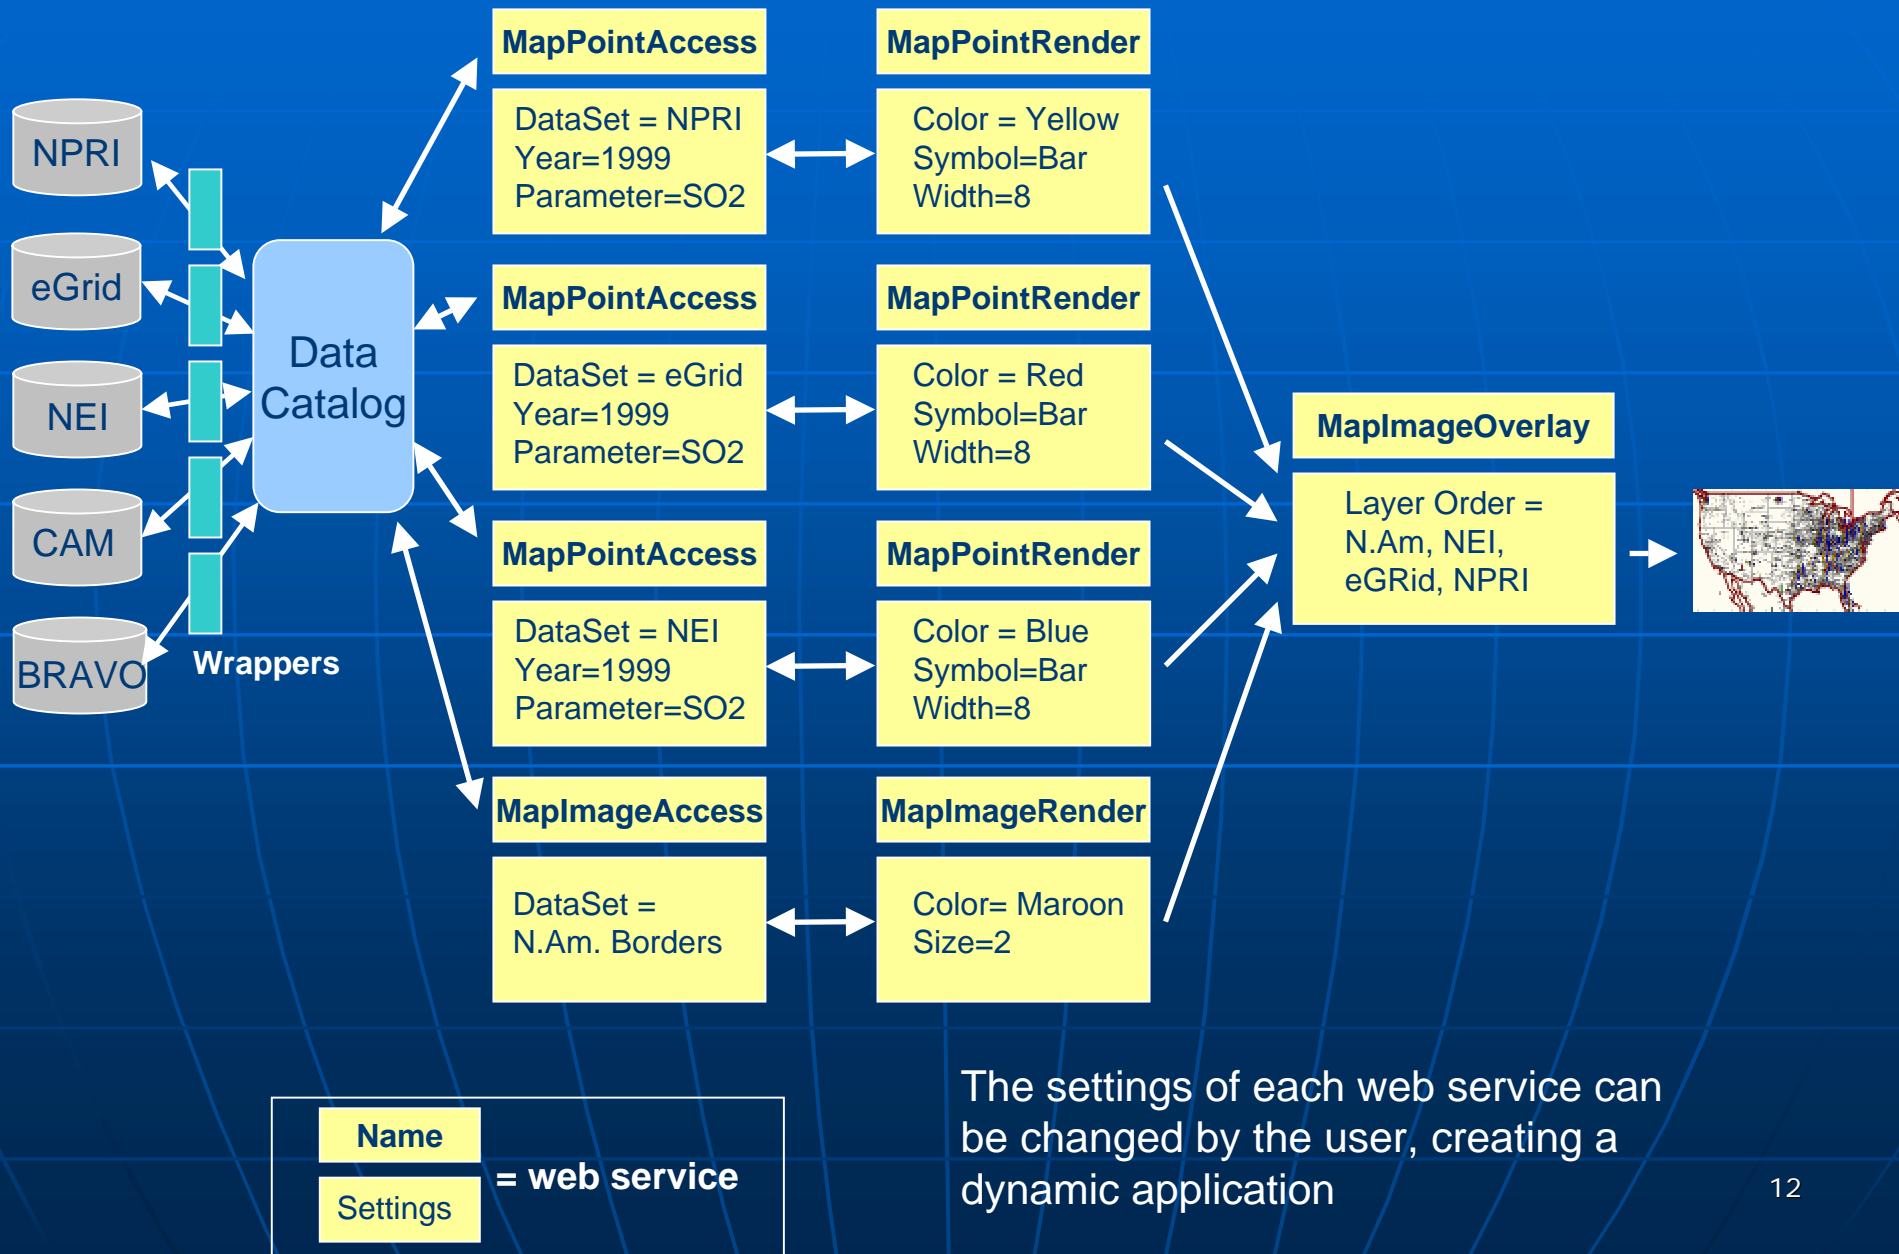 NPRI
eGrid
NEI
CAM
BRAVO
Wrappers
Data
Catalog
MapPointAccess
DataSet = NPRI
Year=1999
Parameter=SO2
MapPointRender
Color = Yellow
Symbol=Bar
Width=8
MapPointAccess
DataSet = eGrid
Year=1999
Parameter=SO2
MapPointRender
Color = Red
Symbol=Bar
Width=8
MapPointAccess
DataSet = NEI
Year=1999
Parameter=SO2
MapPointRender
Color = Blue
Symbol=Bar
Width=8
MapImageAccess
DataSet =
N.Am. Borders
MapImageRender
Color= Maroon
Size=2
MapImageOverlay
Layer Order =
N.Am, NEI,
eGRid, NPRI
Name
Settings
= web service
The settings of each web service can
be changed by the user, creating a
dynamic application
12